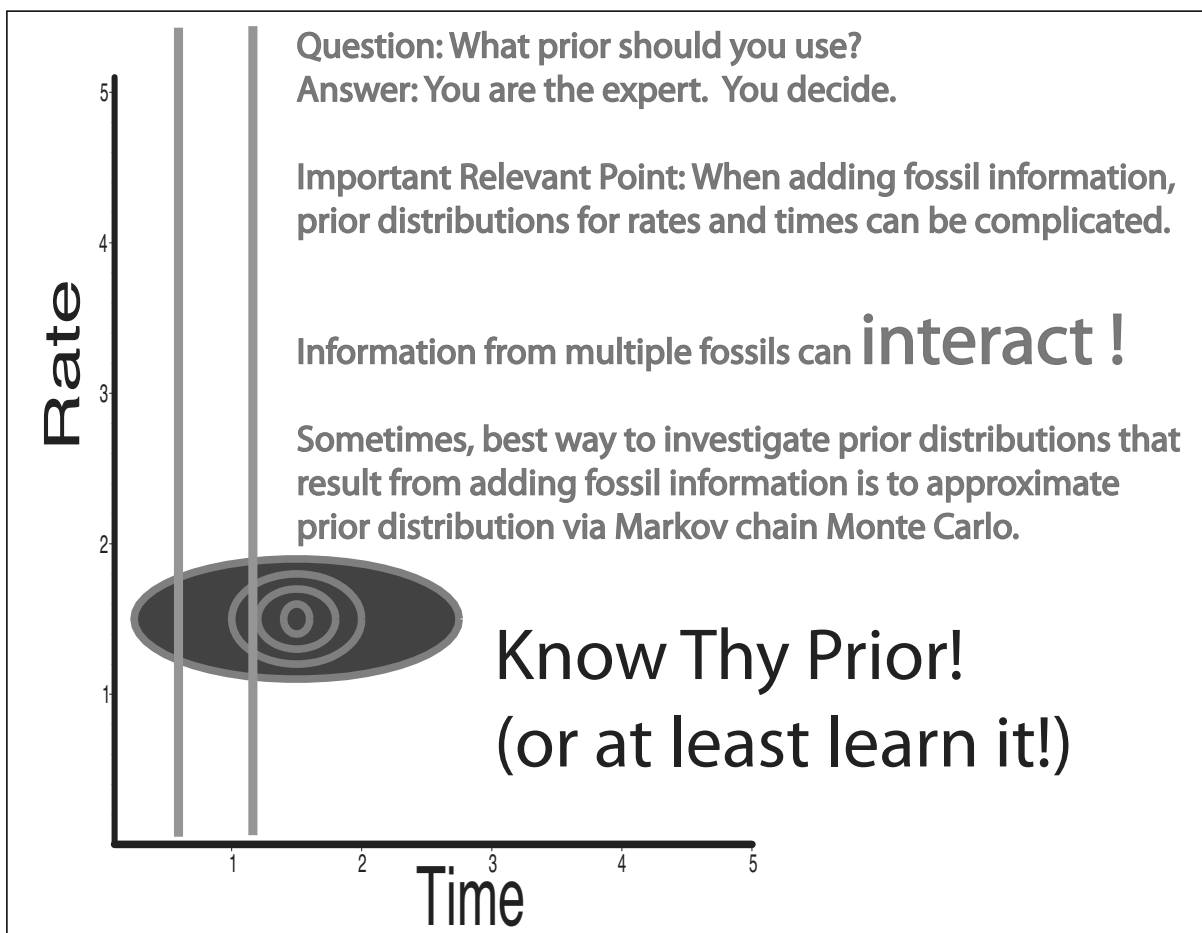 Question: What prior should you use?
Answer: You are the expert.  You decide.
Important Relevant Point: When adding fossil information,
prior distributions for rates and times can be complicated.
Information from multiple fossils can interact !
Sometimes, best way to investigate prior distributions that
result from adding fossil information is to approximate
prior distribution via Markov chain Monte Carlo.
Know Thy Prior!
(or at least learn it!)
Rate
5
4
3
2
1
1 2 3 4 5
Time